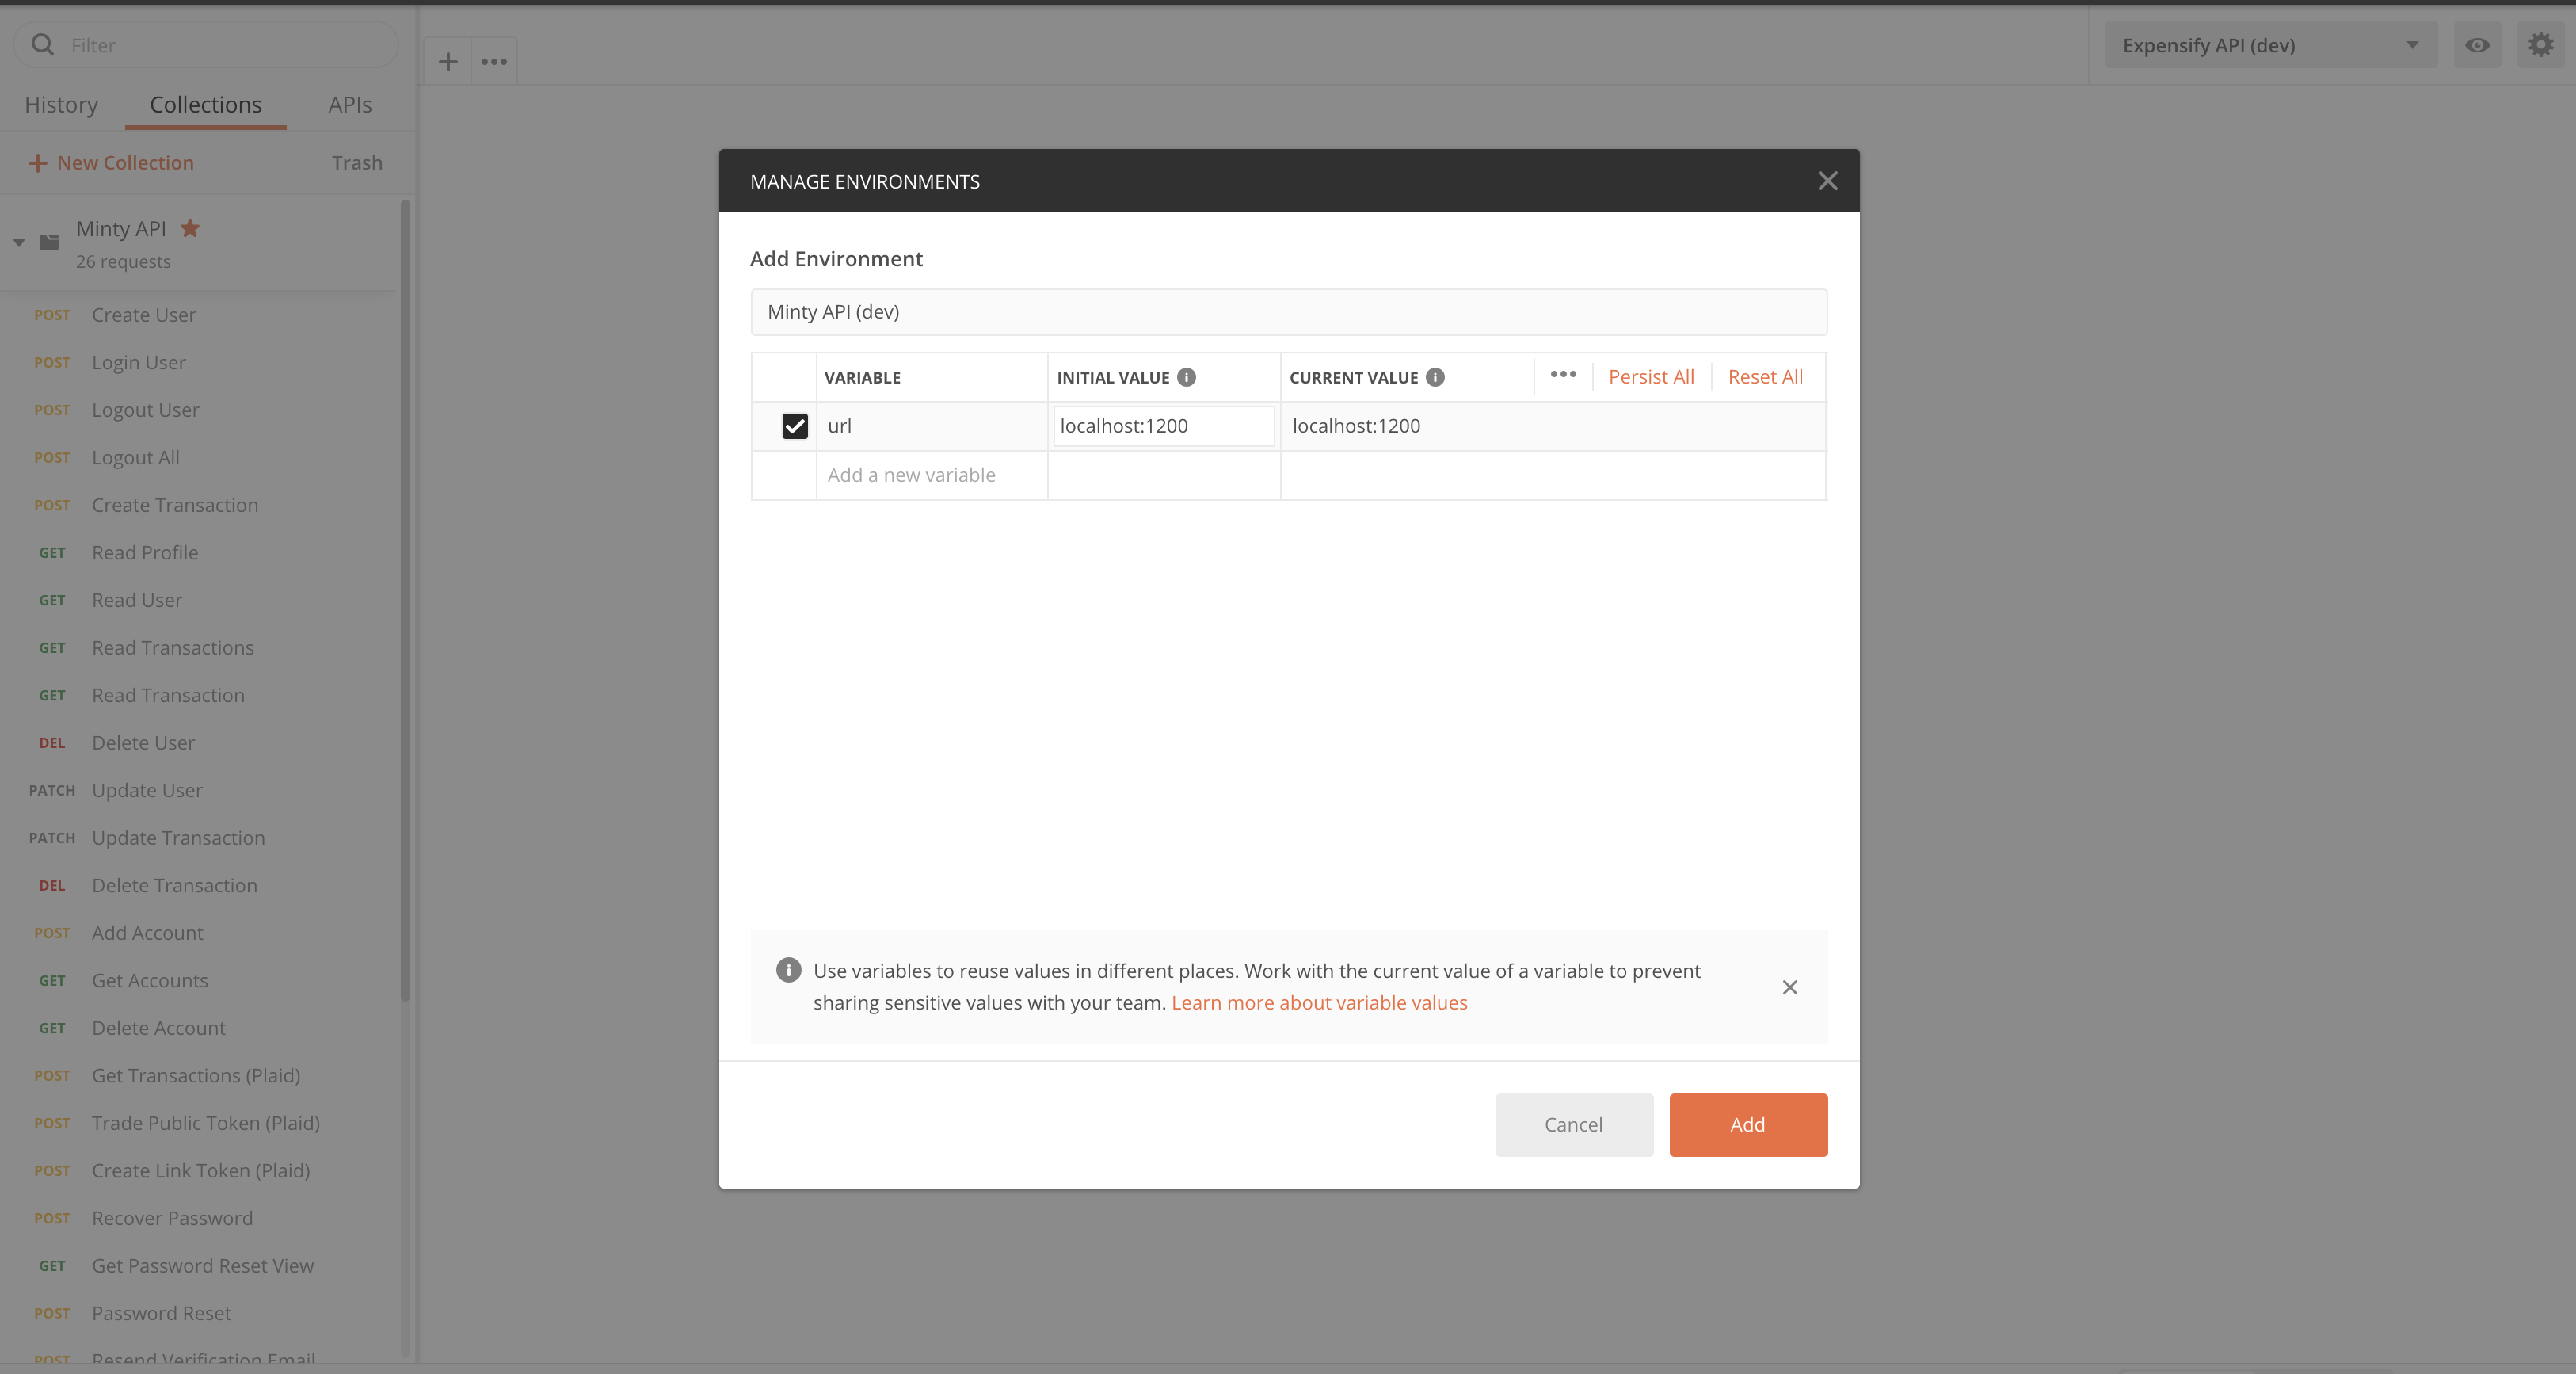 Filter
History Collections APIs
New Collection Trash
Minty API
26 requests
POST Create User
POST Login User
POST Logout User
POST Logout All
POST Create Transaction
GET Read Profile
GET Read User
GET Read Transactions
GET Read Transaction
DEL Delete User
PATCH Update User
PATCH Update Transaction
DEL Delete Transaction
POST Add Account
GET Get Accounts
GET Delete Account
POST Get Transactions (Plaid)
POST Trade Public Token (Plaid)
POST Create Link Token (Plaid)
POST Recover Password
GET Get Password Reset View
POST Password Reset
POST Resend Verification Email
Expensify API (dev)
MANAGE ENVIRONMENTS
Add Environment
Minty API (dev)
VARIABLE INITIAL VALUE CURRENT VALUE Persist All Reset All
url localhost:1200 localhost:1200
Add a new variable
Use variables to reuse values in different places. Work with the current value of a variable to prevent
sharing sensitive values with your team. Learn more about variable values
Cancel Add